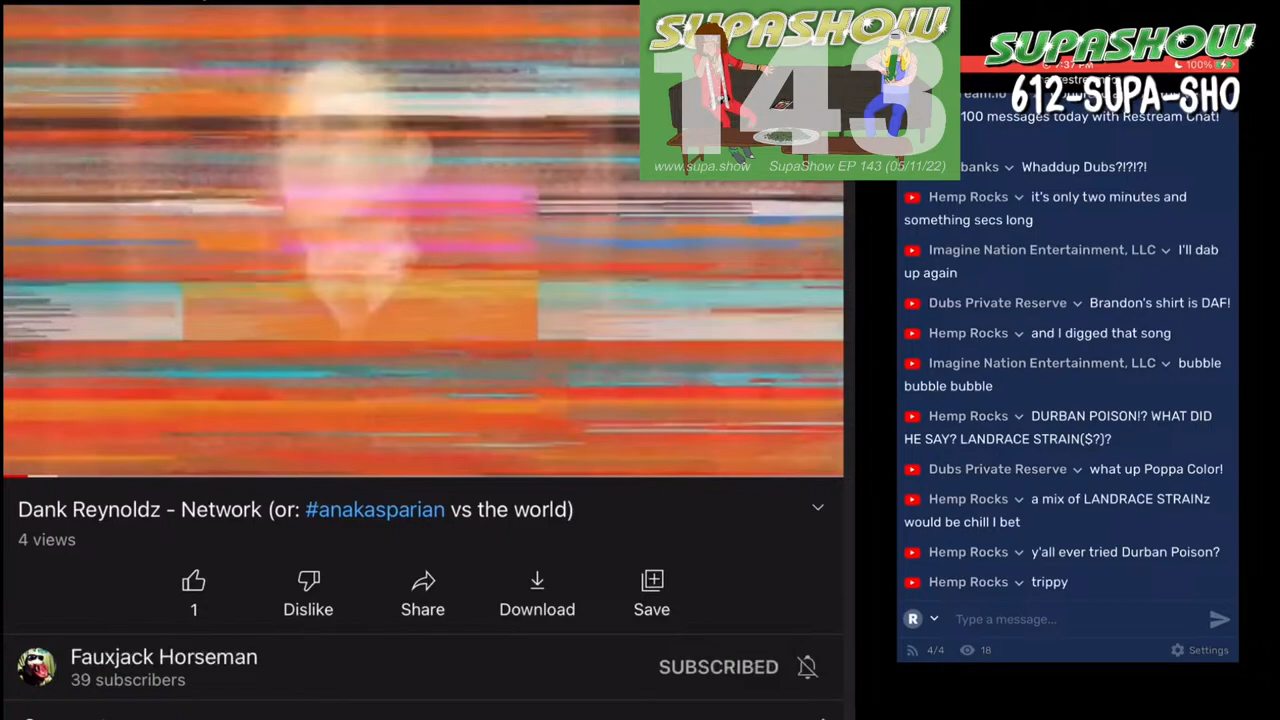 SUPASHOW
143
www.supa.show SupaShow EP 143 (05/11/22)
SUPASHOW
7:37 PM
100%
612-SUPA-SHO
100 messages today with Restream Chat!
banks Whaddup Dubs?!?!?!
Hemp Rocks it's only two minutes and
something secs long
Imagine Nation Entertainment, LLC I'll dab
up again
Dubs Private Reserve Brandon's shirt is DAF!
Hemp Rocks and I digged that song
Imagine Nation Entertainment, LLC bubble
bubble bubble
Hemp Rocks DURBAN POISON!? WHAT DID
HE SAY? LANDRACE STRAIN($?)?
Dubs Private Reserve what up Poppa Color!
Hemp Rocks a mix of LANDRACE STRAINz
would be chill I bet
Hemp Rocks y'all ever tried Durban Poison?
Hemp Rocks trippy
R Type a message...
4/4 18 Settings
Dank Reynoldz - Network (or: #anakasparian vs the world)
4 views
1 Dislike Share Download Save
Fauxjack Horseman
39 subscribers
SUBSCRIBED